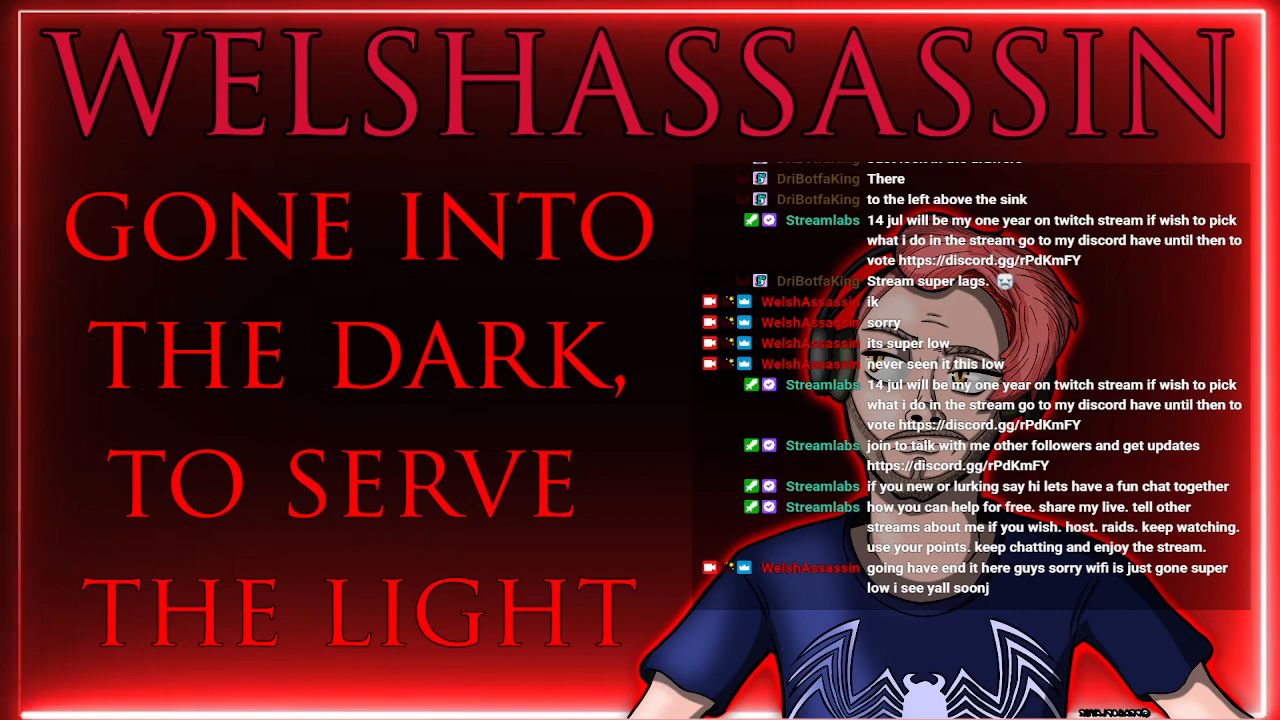 WELSHASSASSIN
GONE INTO
THE DARK,
TO SERVE
THE LIGHT
DriBotfaKing There
DriBotfaKing to the left above the sink
Streamlabs 14 jul will be my one year on twitch stream if wish to pick
what i do in the stream go to my discord have until then to
vote https://discord.gg/rPdKmFY
DriBotfaKing Stream super lags.
WelshAssassin ik
WelshAssassin sorry
WelshAssassin its super low
WelshAssassin never seen it this low
Streamlabs 14 jul will be my one year on twitch stream if wish to pick
what i do in the stream go to my discord have until then to
vote https://discord.gg/rPdKmFY
Streamlabs join to talk with me other followers and get updates
https://discord.gg/rPdKmFY
Streamlabs if you new or lurking say hi lets have a fun chat together
Streamlabs how you can help for free. share my live. tell other
streams about me if you wish. host. raids. keep watching.
use your points. keep chatting and enjoy the stream.
WelshAssassin going have end it here guys sorry wifi is just gone super
low i see yall soonj